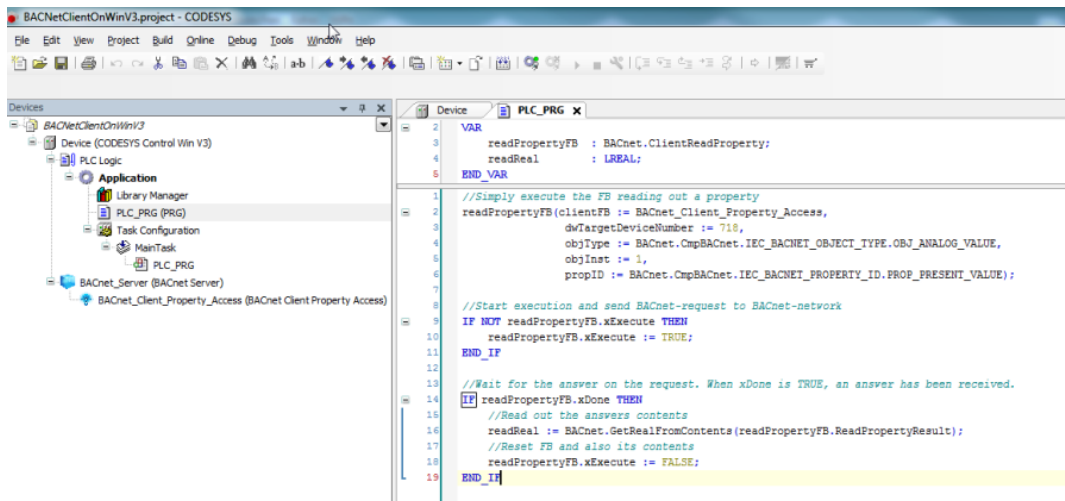 BACNetClientOnWinV3.project - CODESYS
File Edit View Project Build Online Debug Tools Window Help
Devices
BACNetClientOnWinV3
Device (CODESYS Control Win V3)
PLC Logic
Application
Library Manager
PLC_PRG (PRG)
Task Configuration
MainTask
PLC_PRG
BACnet_Server (BACnet Server)
BACnet_Client_Property_Access (BACnet Client Property Access)
Device PLC_PRG
2 VAR
3 readPropertyFB : BACnet.ClientReadProperty;
4 readReal : LREAL;
5 END_VAR
1 //Simply execute the FB reading out a property
2 readPropertyFB(clientFB := BACnet_Client_Property_Access,
3 dwTargetDeviceNumber := 718,
4 objType := BACnet.CmpBACnet.IEC_BACNET_OBJECT_TYPE.OBJ_ANALOG_VALUE,
5 objInst := 1,
6 propID := BACnet.CmpBACnet.IEC_BACNET_PROPERTY_ID.PROP_PRESENT_VALUE);
7
8 //Start execution and send BACnet-request to BACnet-network
9 IF NOT readPropertyFB.xExecute THEN
10 readPropertyFB.xExecute := TRUE;
11 END_IF
12
13 //Wait for the answer on the request. When xDone is TRUE, an answer has been received.
14 IF readPropertyFB.xDone THEN
15 //Read out the answers contents
16 readReal := BACnet.GetRealFromContents(readPropertyFB.ReadPropertyResult);
17 //Reset FB and also its contents
18 readPropertyFB.xExecute := FALSE;
19 END_IF